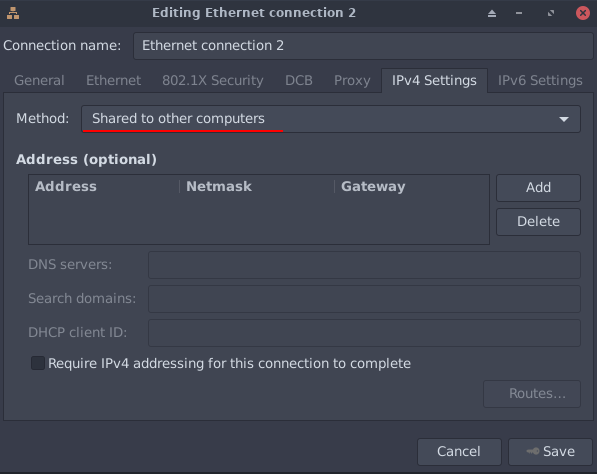 Editing Ethernet connection 2
Connection name: Ethernet connection 2
General Ethernet 802.1X Security DCB Proxy IPv4 Settings IPv6 Settings
Method: Shared to other computers
Address (optional)
Address Netmask Gateway
Add
Delete
DNS servers:
Search domains:
DHCP client ID:
Require IPv4 addressing for this connection to complete
Routes...
Cancel Save